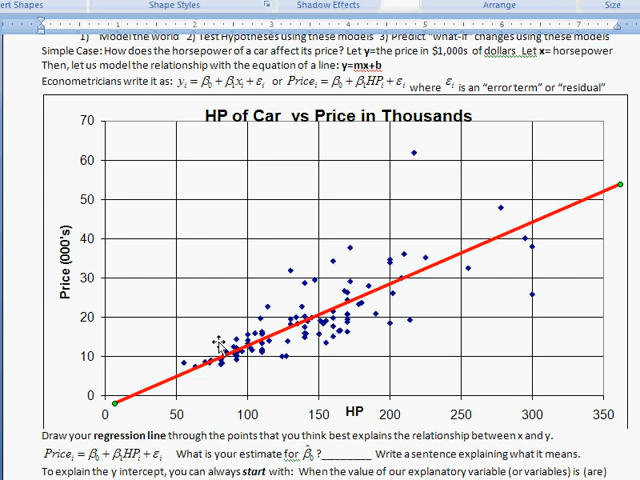 ert Shapes Shape Styles Shadow Effects Arrange Size
1 2 3 4 5 6 7
1) Model the world 2) Test Hypotheses using these models 3) Predict "what-if" changes using these models
Simple Case: How does the horsepower of a car affect its price? Let y=the price in $1,000s of dollars Let x= horsepower
Then, let us model the relationship with the equation of a line: y=mx+b
Econometricians write it as: yᵢ = β₀ + β₁xᵢ + εᵢ or Priceᵢ = β₀ + β₁HPᵢ + εᵢ where εᵢ is an "error term" or "residual"
HP of Car vs Price in Thousands
70
60
50
40
30
20
10
0
Price (000's)
0 50 100 150 200 250 300 350
HP
Draw your regression line through the points that you think best explains the relationship between x and y.
Priceᵢ = β₀ + β₁HPᵢ + εᵢ What is your estimate for β̂₀ ?________ Write a sentence explaining what it means.
To explain the y intercept, you can always start with: When the value of our explanatory variable (or variables) is (are)